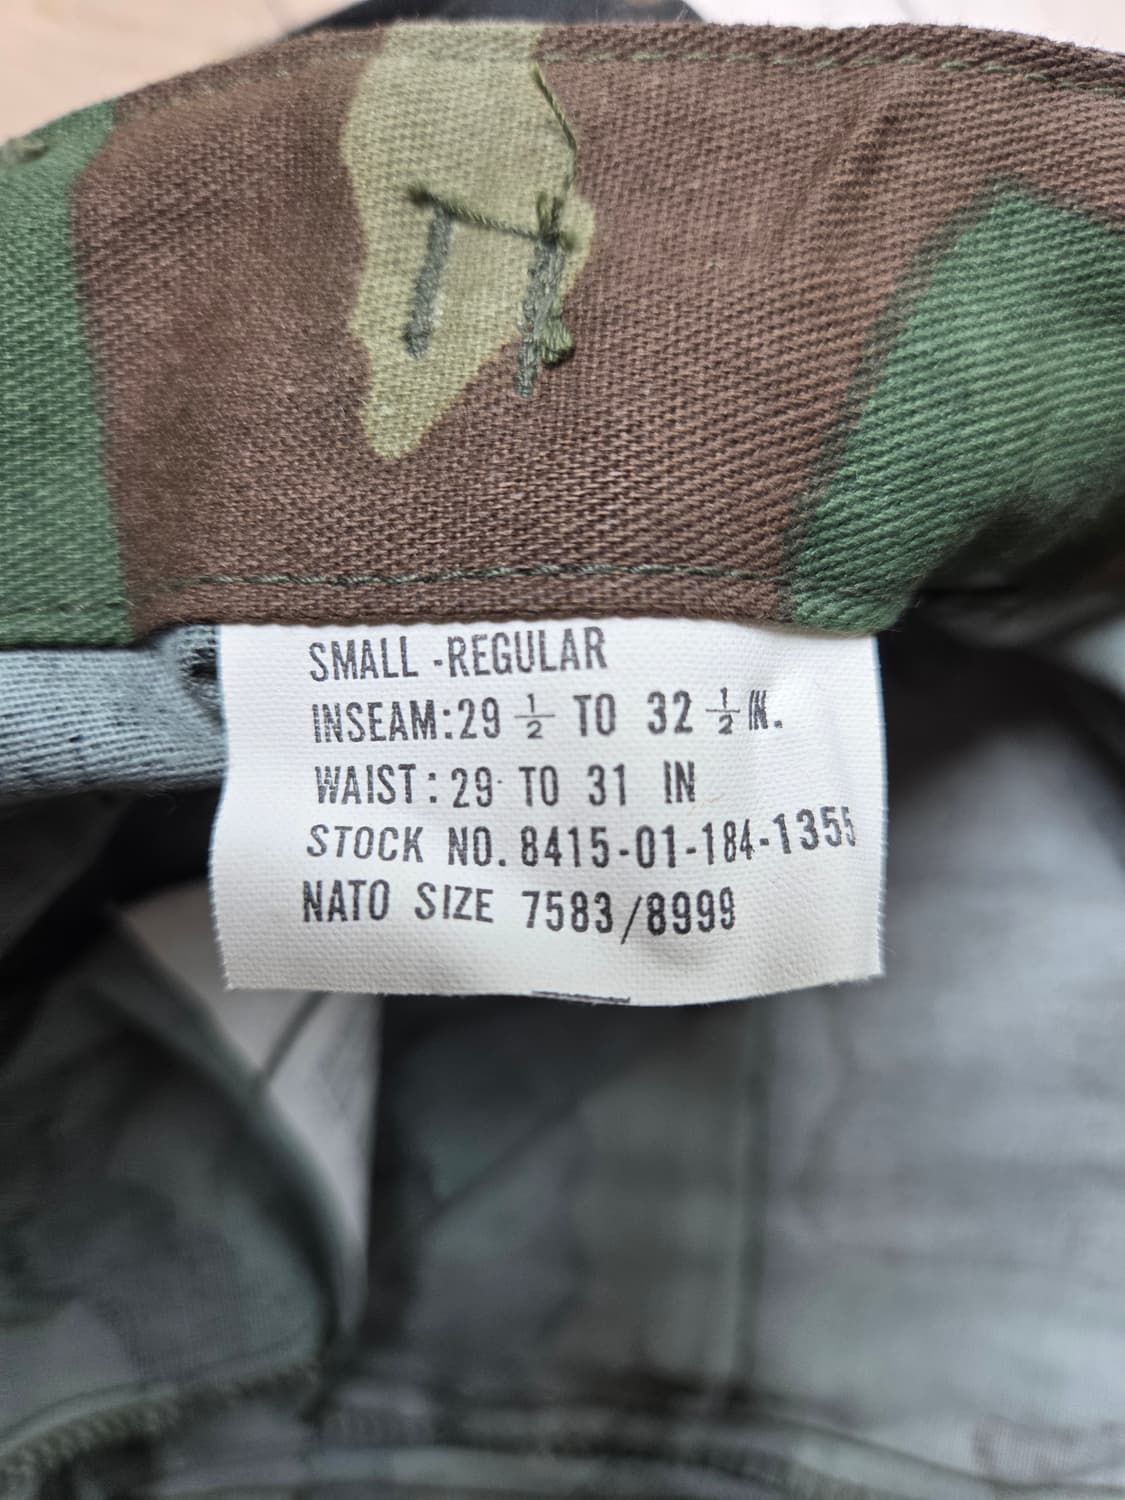 SMALL -REGULAR
INSEAM:29 ½ TO 32 ½ IN.
WAIST: 29 TO 31 IN
STOCK NO. 8415-01-184-1355
NATO SIZE 7583/8999